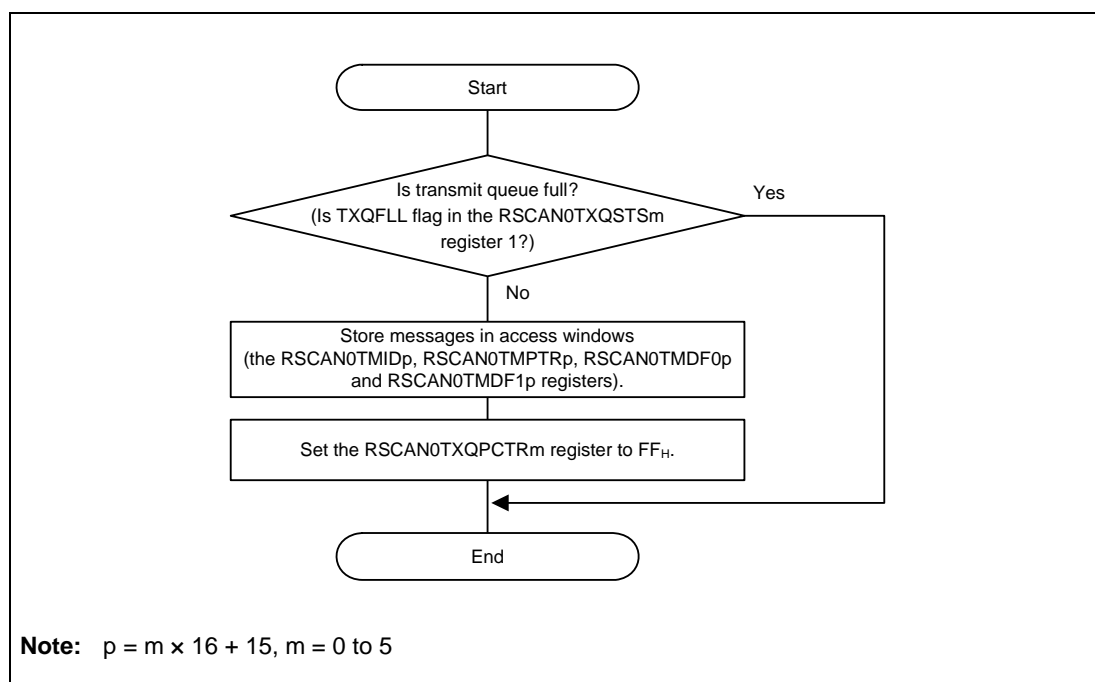 Start
Is transmit queue full?
(Is TXQFLL flag in the RSCAN0TXQSTSm
register 1?)
Yes
No
Store messages in access windows
(the RSCAN0TMIDp, RSCAN0TMPTRp, RSCAN0TMDF0p
and RSCAN0TMDF1p registers).
Set the RSCAN0TXQPCTRm register to FFH.
End
Note: p = m × 16 + 15, m = 0 to 5